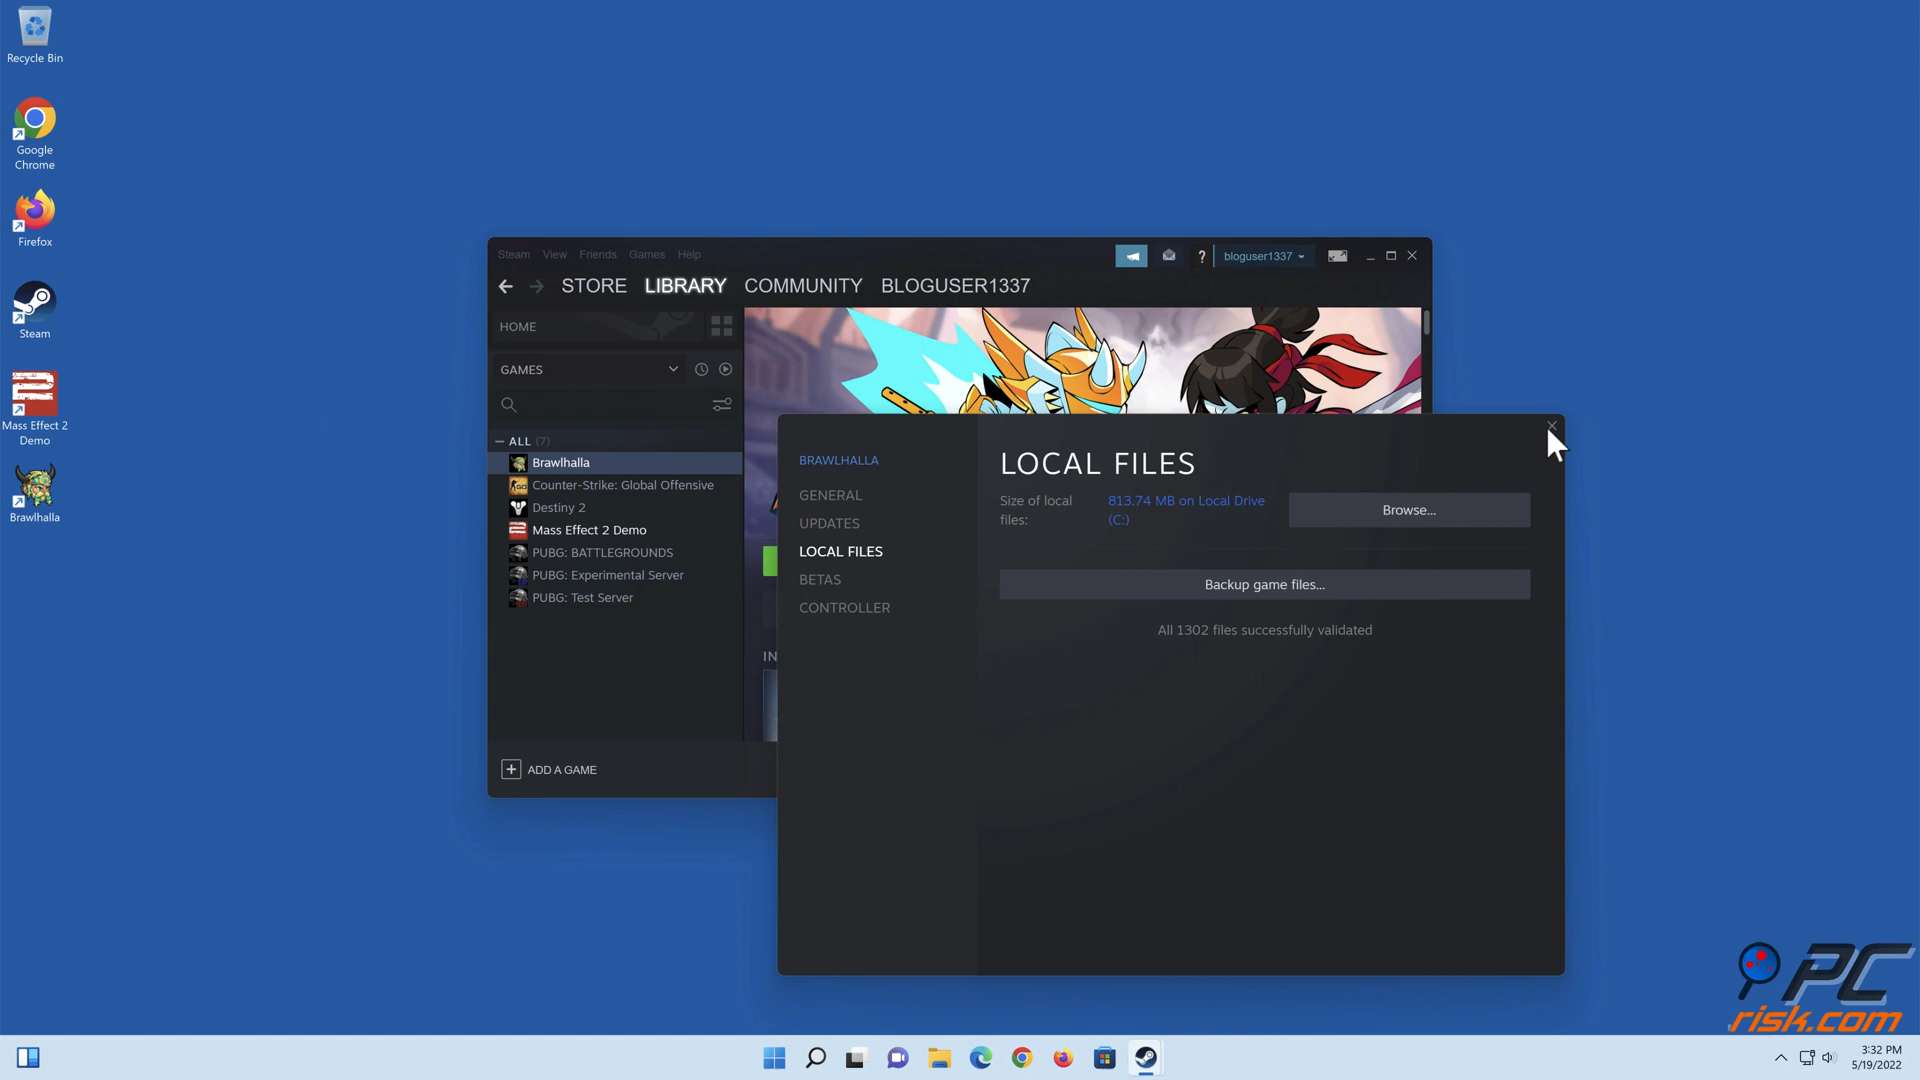 Recycle Bin
Google
Chrome
Firefox
Steam
Mass Effect 2
Demo
Brawlhalla
Steam View Friends Games Help
? bloguser1337
STORE LIBRARY COMMUNITY BLOGUSER1337
HOME
GAMES
ALL (7)
Brawlhalla
Counter-Strike: Global Offensive
Destiny 2
Mass Effect 2 Demo
PUBG: BATTLEGROUNDS
PUBG: Experimental Server
PUBG: Test Server
IN
+ ADD A GAME
BRAWLHALLA
GENERAL
UPDATES
LOCAL FILES
BETAS
CONTROLLER
LOCAL FILES
Size of local
files:
813.74 MB on Local Drive
(C:)
Browse...
Backup game files...
All 1302 files successfully validated
PC
risk.com
3:32 PM
5/19/2022